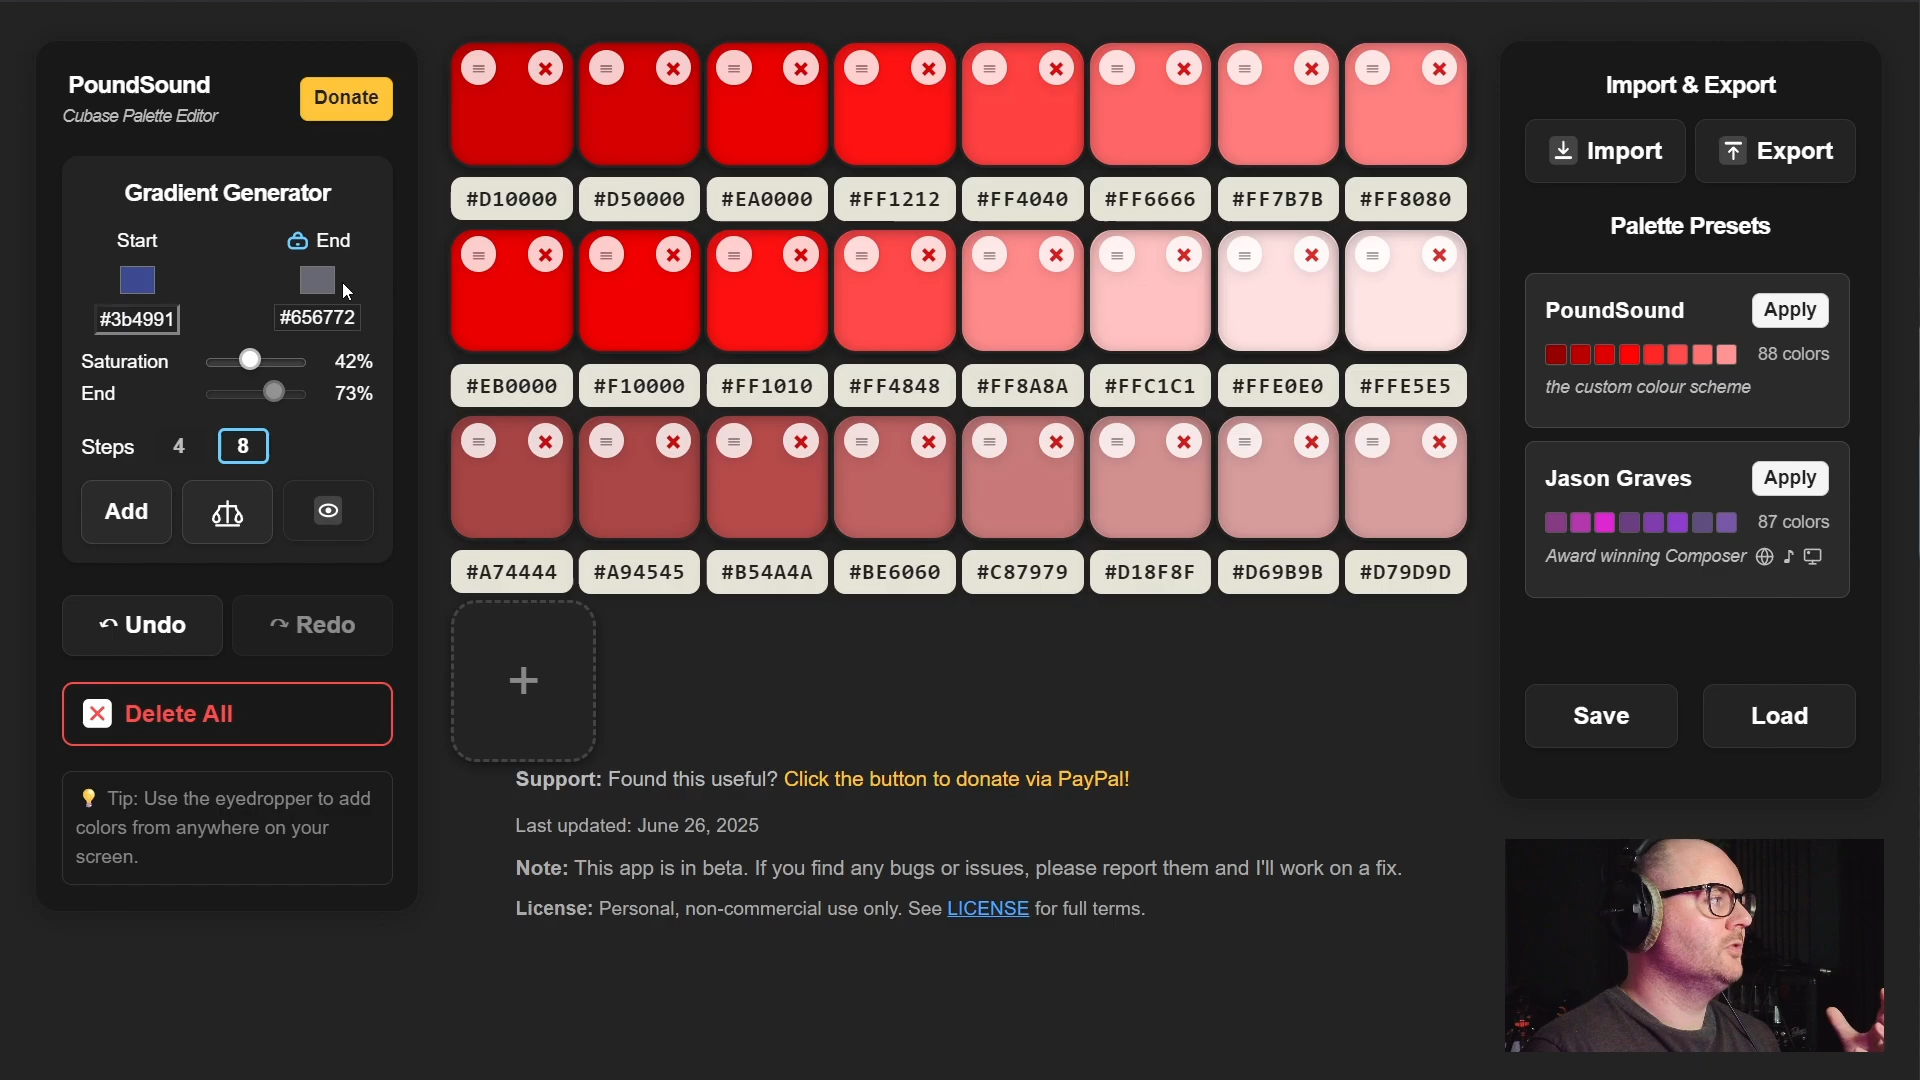 PoundSound
Cubase Palette Editor
Donate
Gradient Generator
Start
End
#3b4991
#656772
Saturation
42%
End
73%
Steps
4
8
Add
Undo
Redo
Delete All
Tip: Use the eyedropper to add
colors from anywhere on your
screen.
#D10000 #D50000 #EA0000 #FF1212 #FF4040 #FF6666 #FF7B7B #FF8080
#EB0000 #F10000 #FF1010 #FF4848 #FF8A8A #FFC1C1 #FFE0E0 #FFE5E5
#A74444 #A94545 #B54A4A #BE6060 #C87979 #D18F8F #D69B9B #D79D9D
+
Support: Found this useful? Click the button to donate via PayPal!
Last updated: June 26, 2025
Note: This app is in beta. If you find any bugs or issues, please report them and I'll work on a fix.
License: Personal, non-commercial use only. See LICENSE for full terms.
Import & Export
Import
Export
Palette Presets
PoundSound
Apply
88 colors
the custom colour scheme
Jason Graves
Apply
87 colors
Award winning Composer
Save
Load